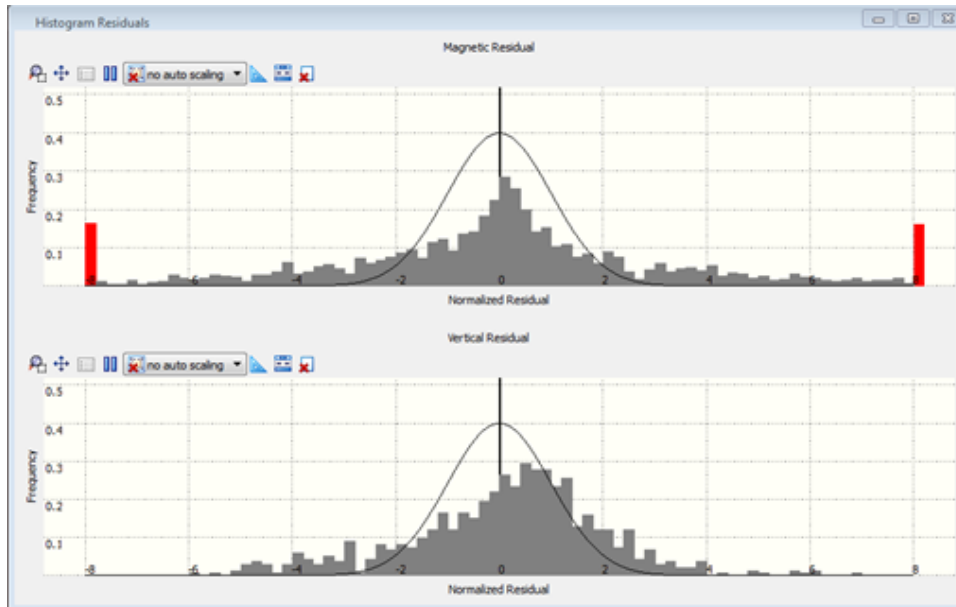 Histogram Residuals
Magnetic Residual
no auto scaling
0.5
0.4
0.3
0.2
0.1
Frequency
-8 -6 -4 -2 0 2 4 6 8
Normalized Residual
Vertical Residual
no auto scaling
0.5
0.4
0.3
0.2
0.1
Frequency
-8 -6 -4 -2 0 2 4 6 8
Normalized Residual